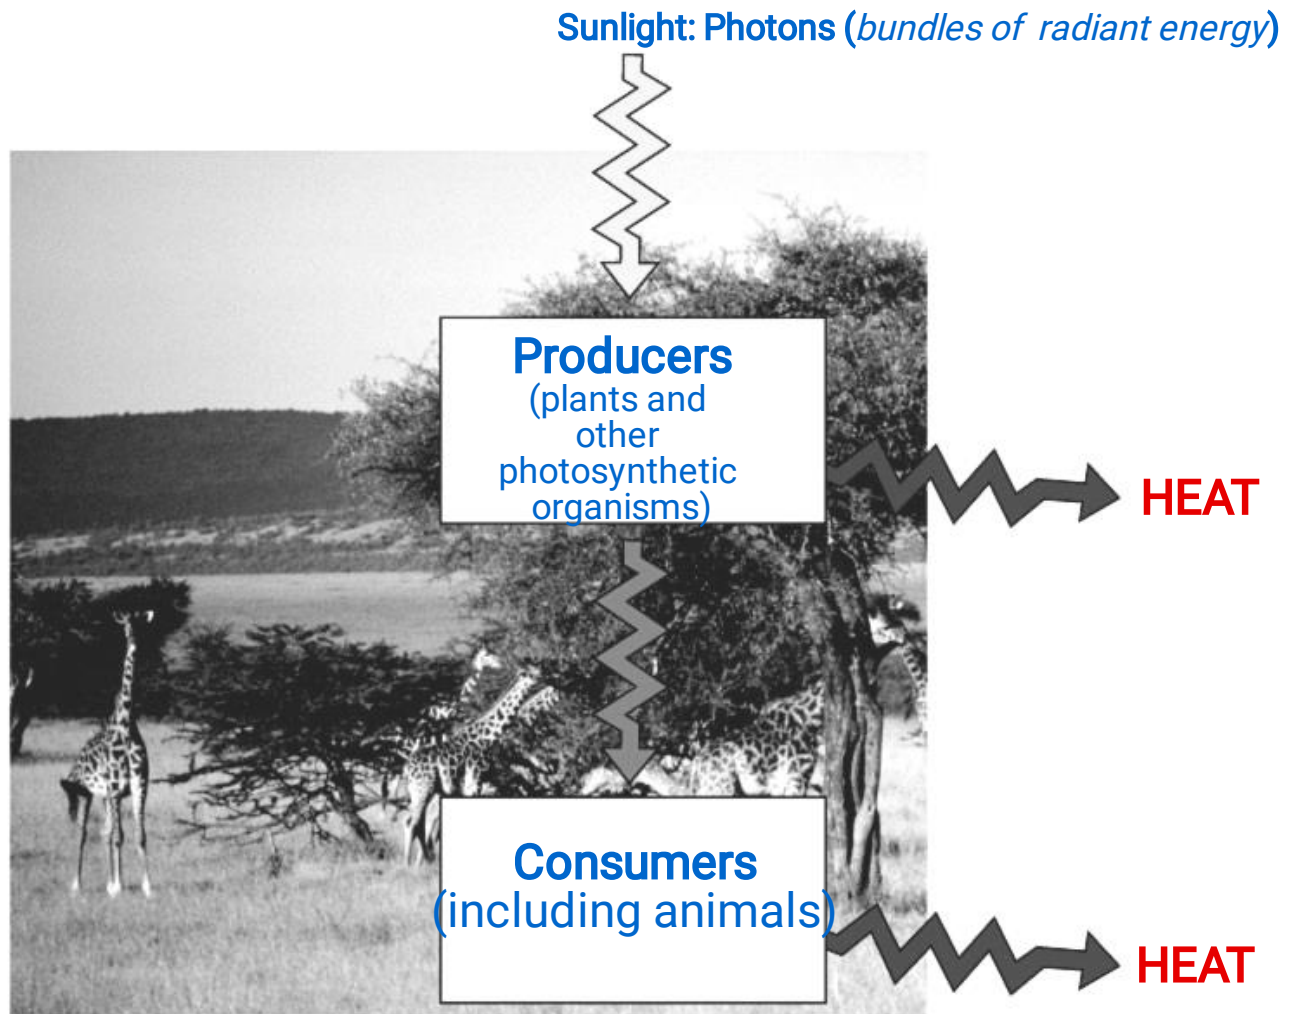 Sunlight: Photons (bundles of radiant energy)
Producers
(plants and
other
photosynthetic
organisms)
HEAT
Consumers
(including animals)
HEAT